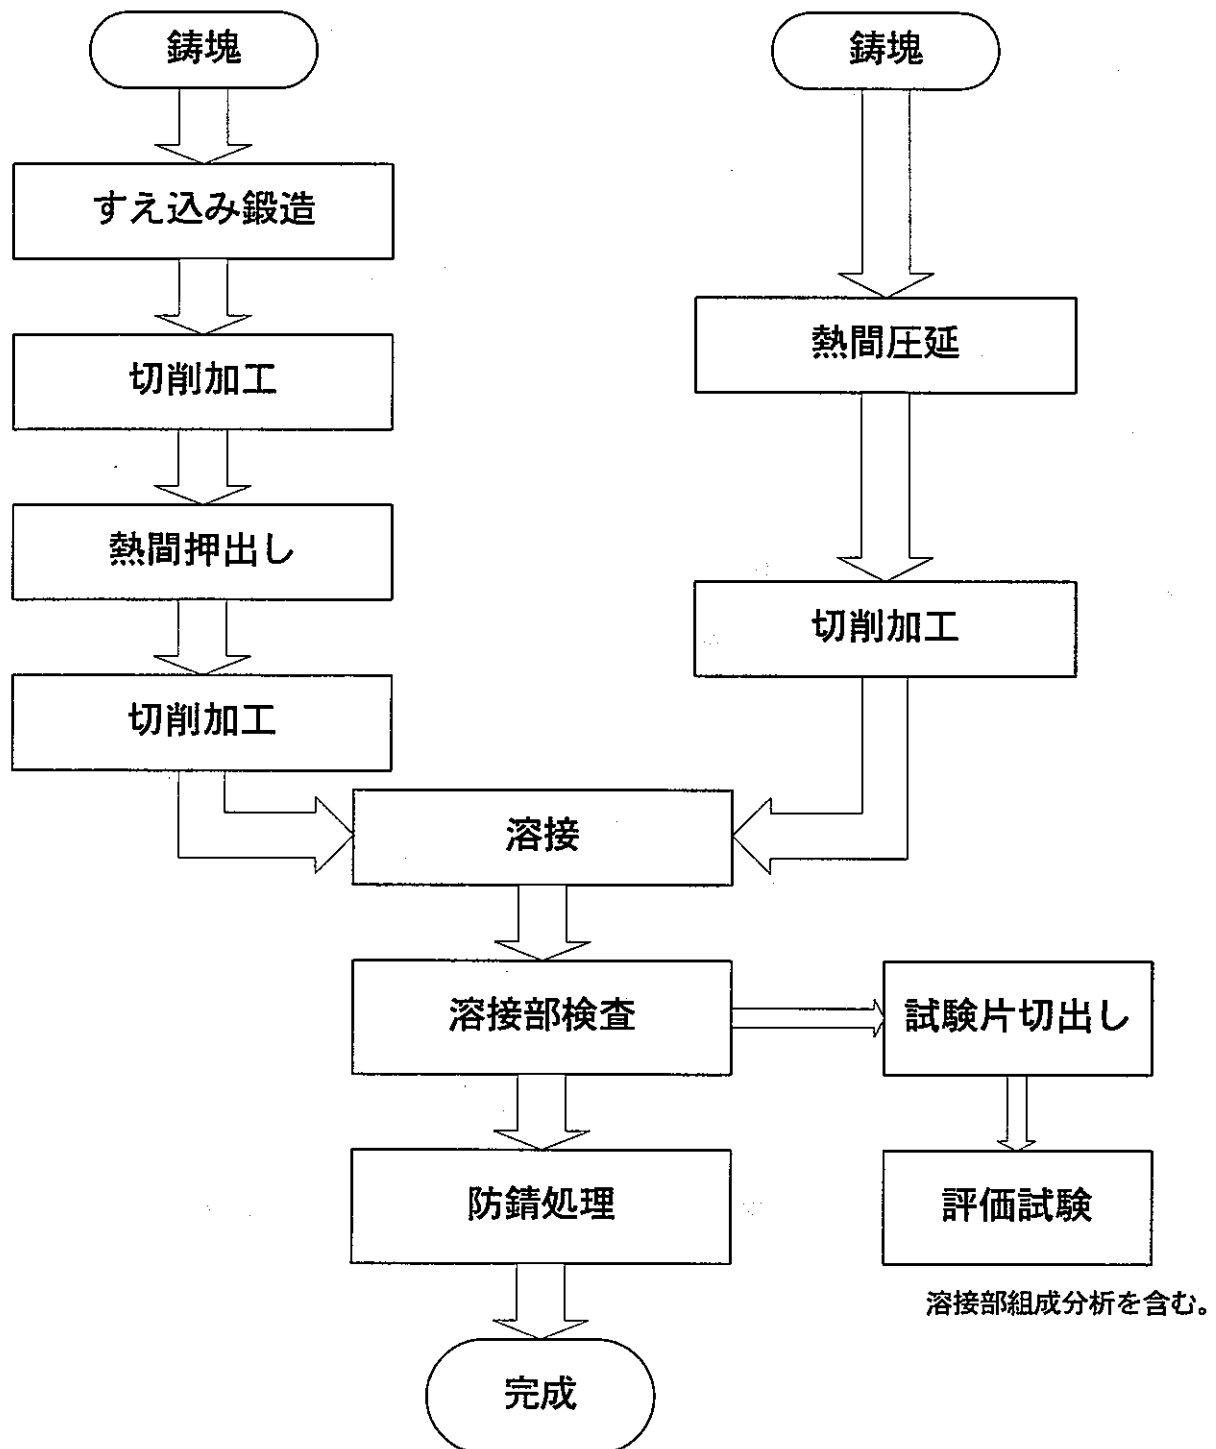 鋳塊
すえ込み鍛造
切削加工
熱間押出し
切削加工
鋳塊
熱間圧延
切削加工
溶接
溶接部検査
試験片切出し
防錆処理
評価試験
溶接部組成分析を含む。
完成